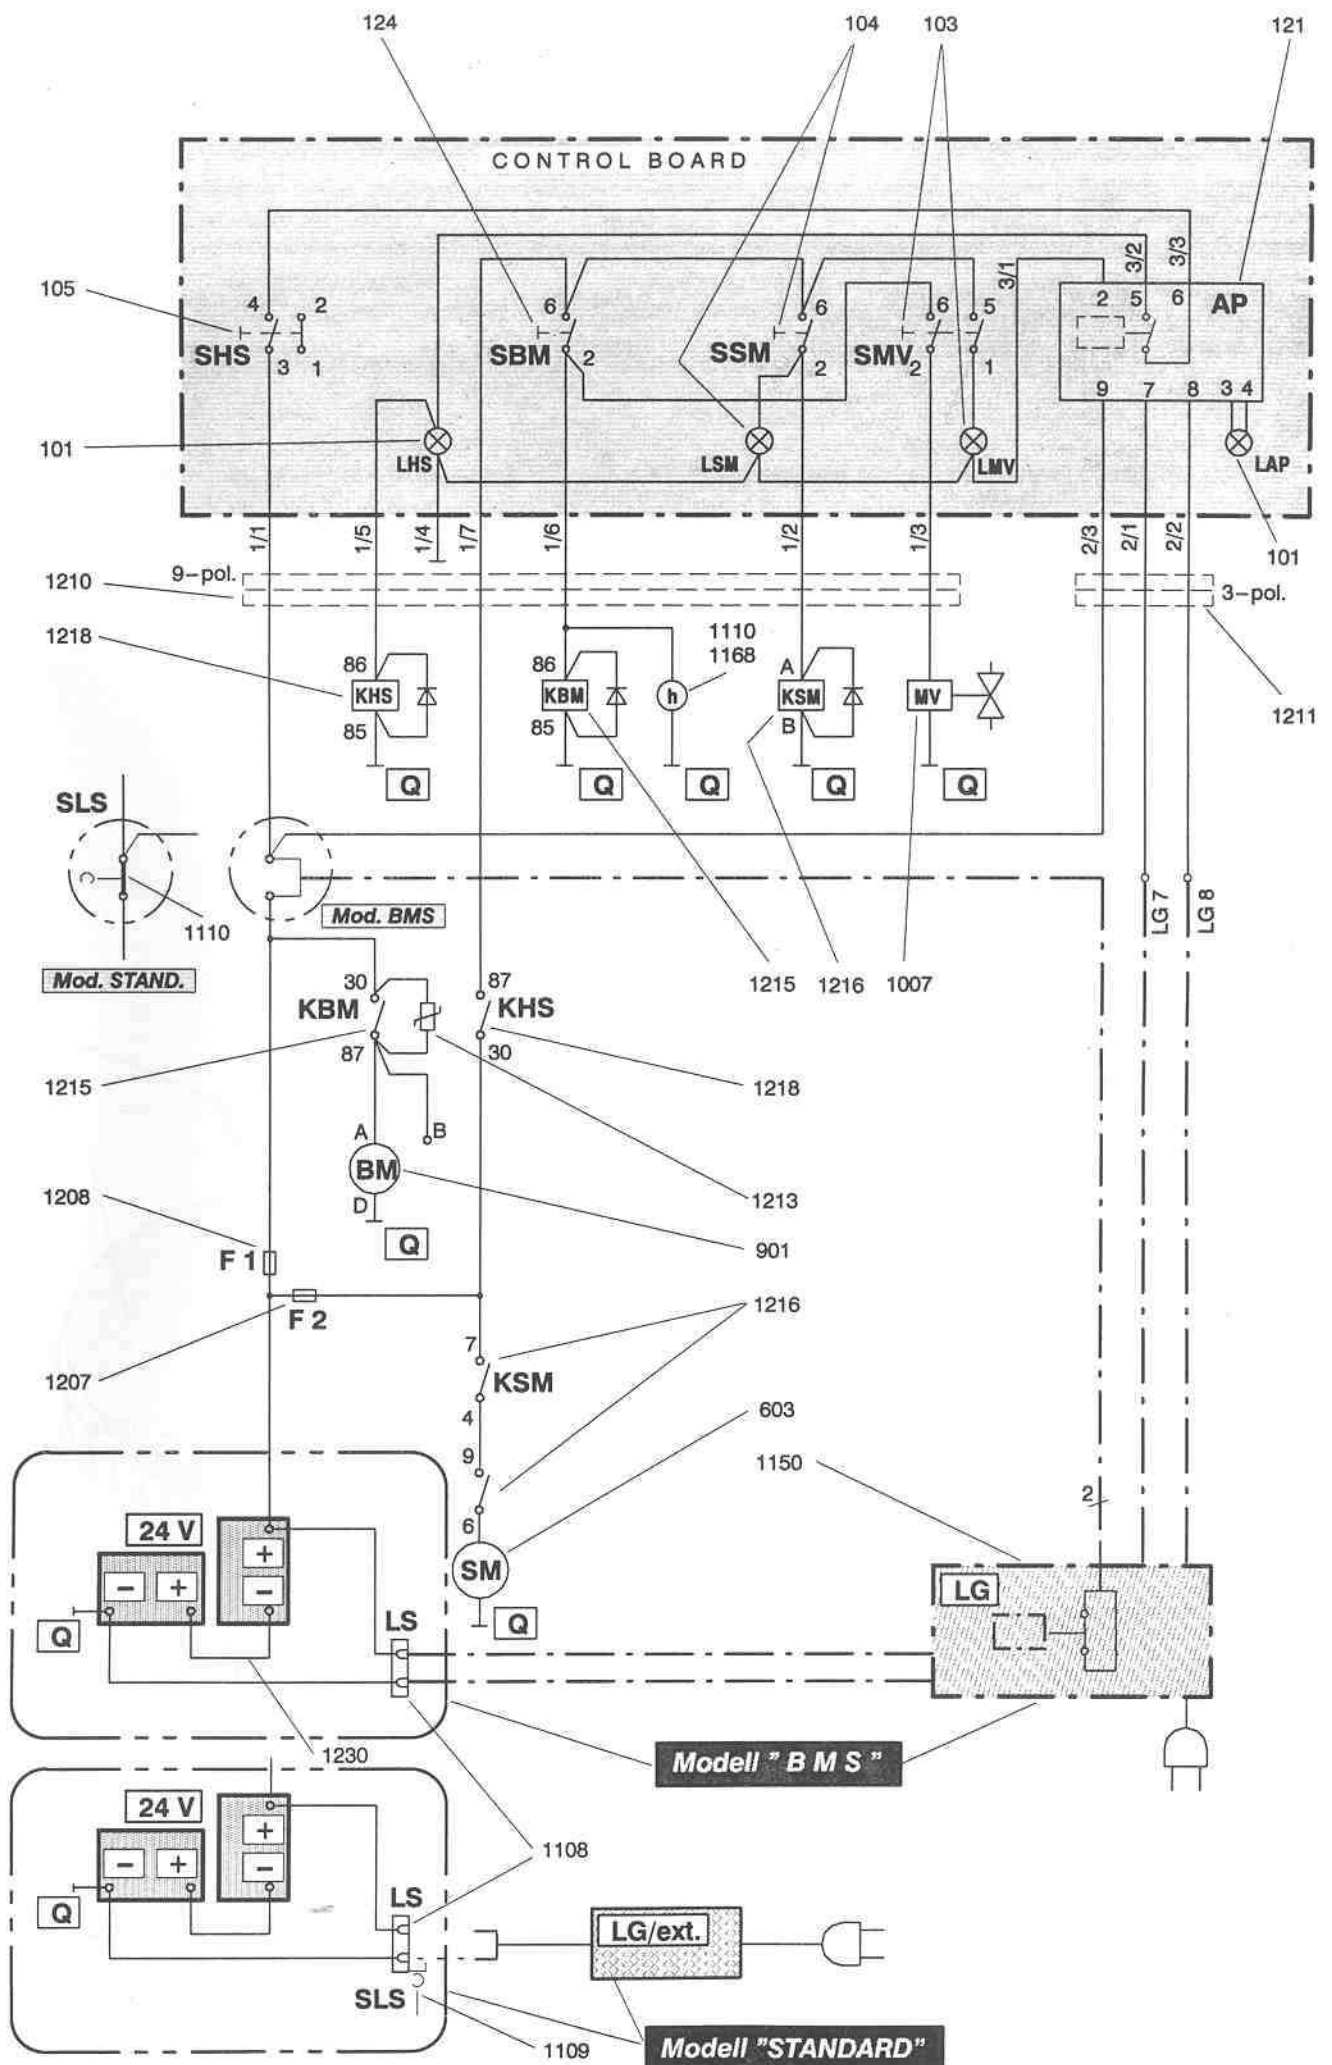 124
104
103
121
CONTROL BOARD
3/1
3/2
3/3
105
4
2
6
6
6
5
2
5
6
AP
SHS
SBM
SSM
SMV
3
1
2
2
2
1
9
7
8
3
4
101
LHS
LSM
LMV
LAP
1/1
1/5
1/4
1/7
1/6
1/2
1/3
2/3
2/1
2/2
101
1210
9-pol.
3-pol.
1218
1110
1168
86
86
A
KHS
KBM
h
KSM
MV
1211
85
85
B
Q
Q
Q
Q
Q
SLS
1110
Mod. BMS
LG 7
LG 8
Mod. STAND.
30
87
1215
1216
1007
KBM
KHS
87
30
1215
1218
A
B
BM
1208
D
1213
Q
901
F 1
F 2
1216
7
1207
KSM
4
603
9
1150
2
6
24 V
+
SM
-
+
-
LG
Q
LS
Q
1230
Modell "BMS"
24 V
+
-
+
-
1108
Q
LS
LG/ext.
SLS
1109
Modell "STANDARD"